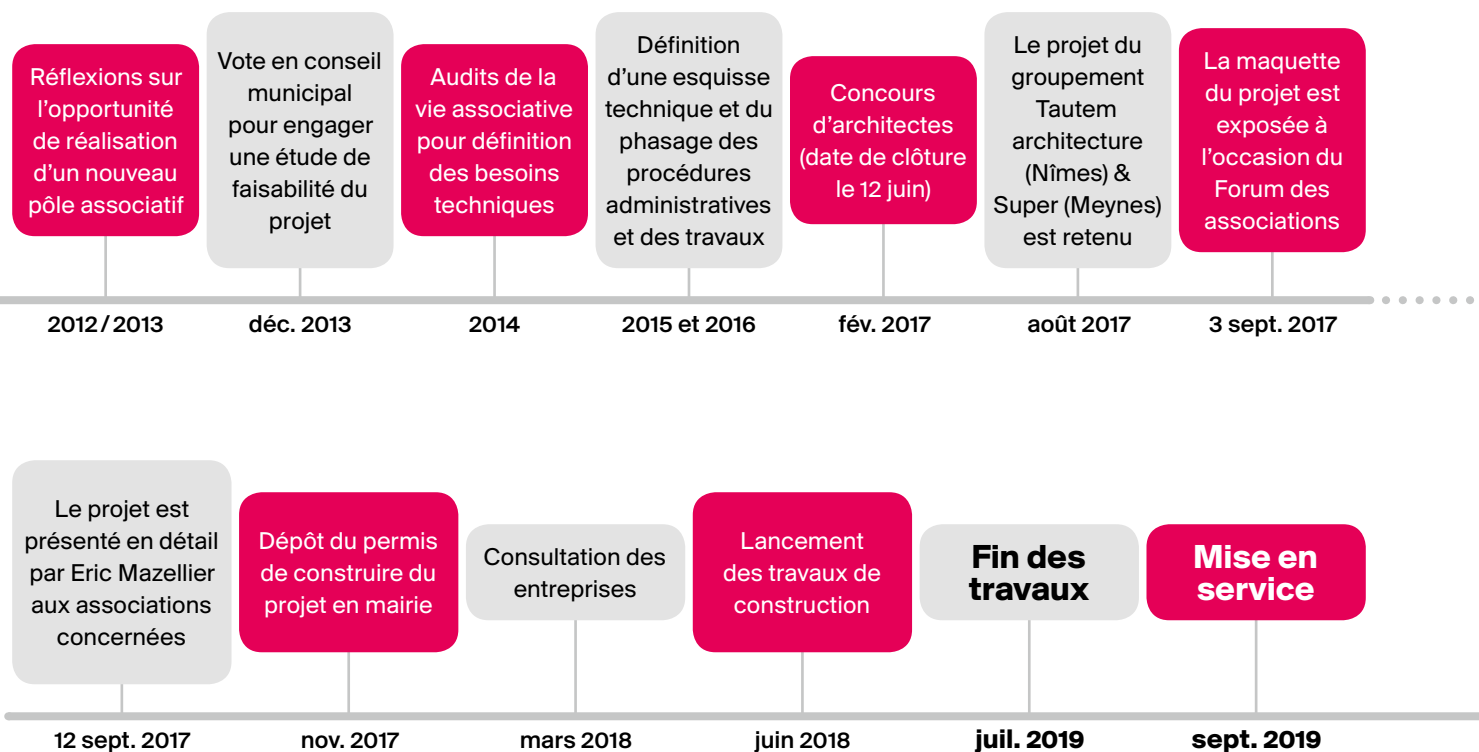 Réflexions sur
l’opportunité
de réalisation
d’un nouveau
pôle associatif
2012 / 2013
Vote en conseil
municipal
pour engager
une étude de
faisabilité du
projet
déc. 2013
Audits de la
vie associative
pour définition
des besoins
techniques
2014
Définition
d’une esquisse
technique et du
phasage des
procédures
administratives
et des travaux
2015 et 2016
Concours
d’architectes
(date de clôture
le 12 juin)
fév. 2017
Le projet du
groupement
Tautem
architecture
(Nîmes) &
Super (Meynes)
est retenu
août 2017
La maquette
du projet est
exposée à
l’occasion du
Forum des
associations
3 sept. 2017
Le projet est
présenté en détail
par Eric Mazellier
aux associations
concernées
12 sept. 2017
Dépôt du permis
de construire du
projet en mairie
nov. 2017
Consultation des
entreprises
mars 2018
Lancement
des travaux de
construction
juin 2018
Fin des
travaux
juil. 2019
Mise en
service
sept. 2019